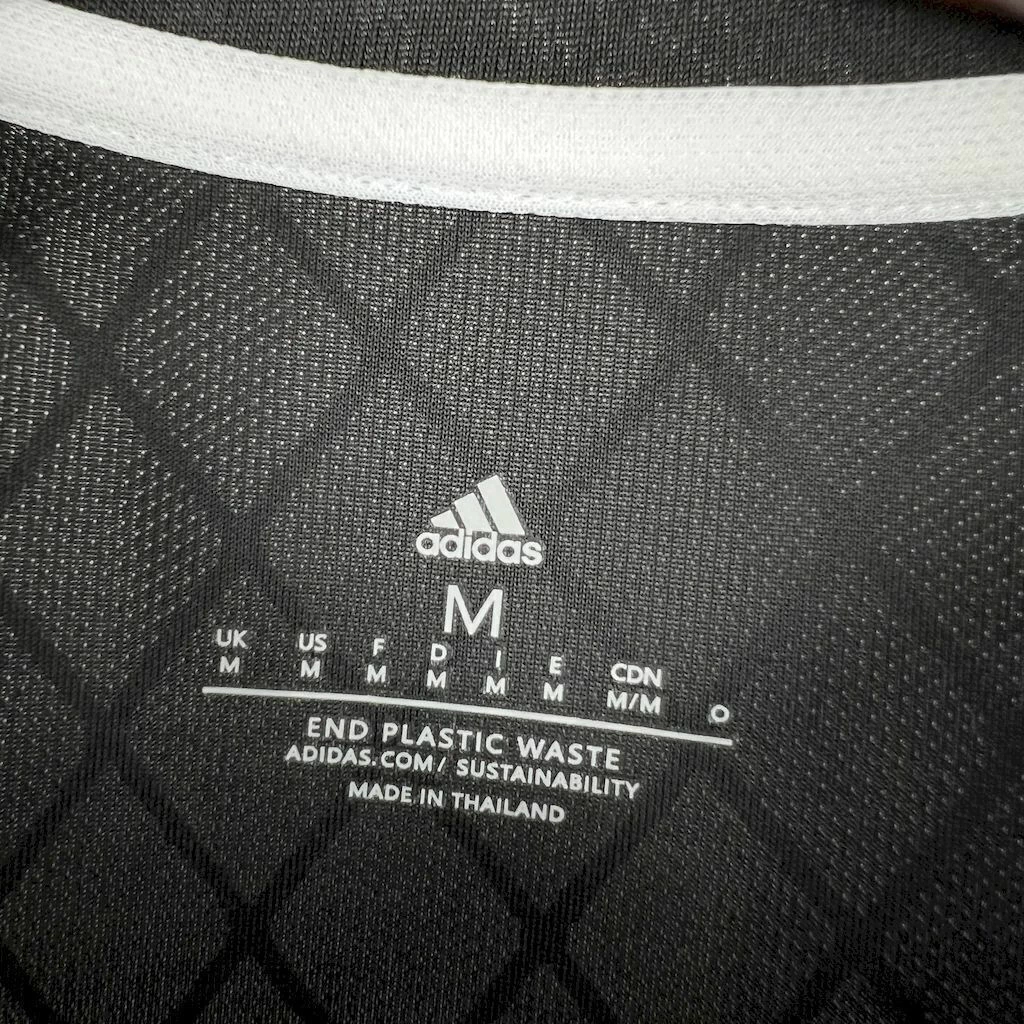 adidas
M
UK US F D I E CDN O
M M M M M M M/M
END PLASTIC WASTE
ADIDAS.COM/ SUSTAINABILITY
MADE IN THAILAND